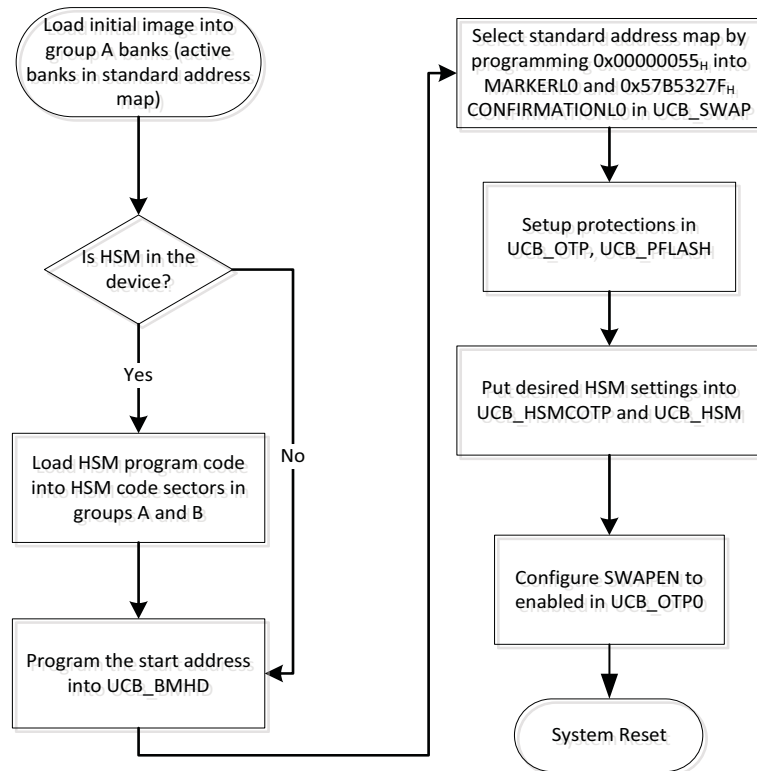 Load initial image into
group A banks (active
banks in standard address
map)
Is HSM in the
device?
Yes
No
Load HSM program code
into HSM code sectors in
groups A and B
Program the start address
into UCB_BMHD
Select standard address map by
programming 0x00000055H into
MARKERL0 and 0x57B5327FH
CONFIRMATIONL0 in UCB_SWAP
Setup protections in
UCB_OTP, UCB_PFLASH
Put desired HSM settings into
UCB_HSMCOTP and UCB_HSM
Configure SWAPEN to
enabled in UCB_OTP0
System Reset